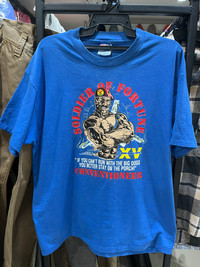 SOLDIER OF FORTUNE
XV
"IF YOU CAN'T RUN WITH THE BIG DOGS
YOU BETTER STAY ON THE PORCH!"
CONVENTIONEER